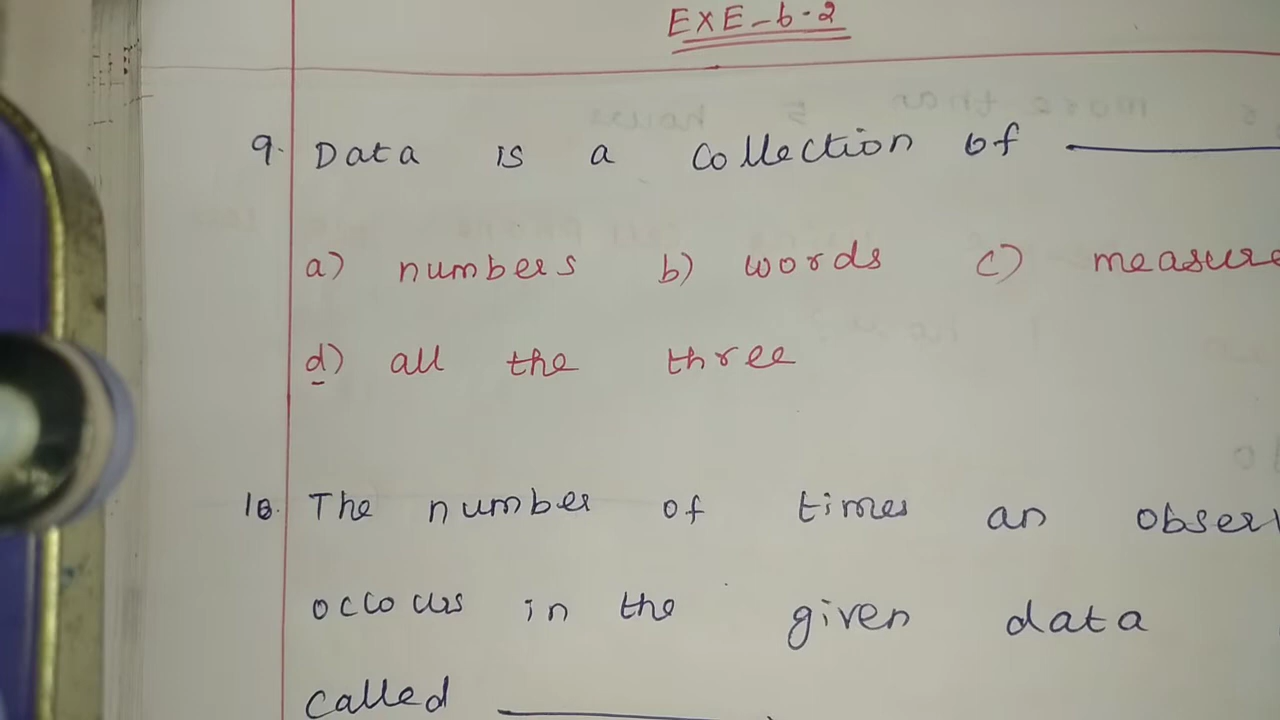 EXE-6.2
9. Data is a collection of
a) numbers b) words c) measure
d) all the three
10. The number of times an observ
occours in the given data
called